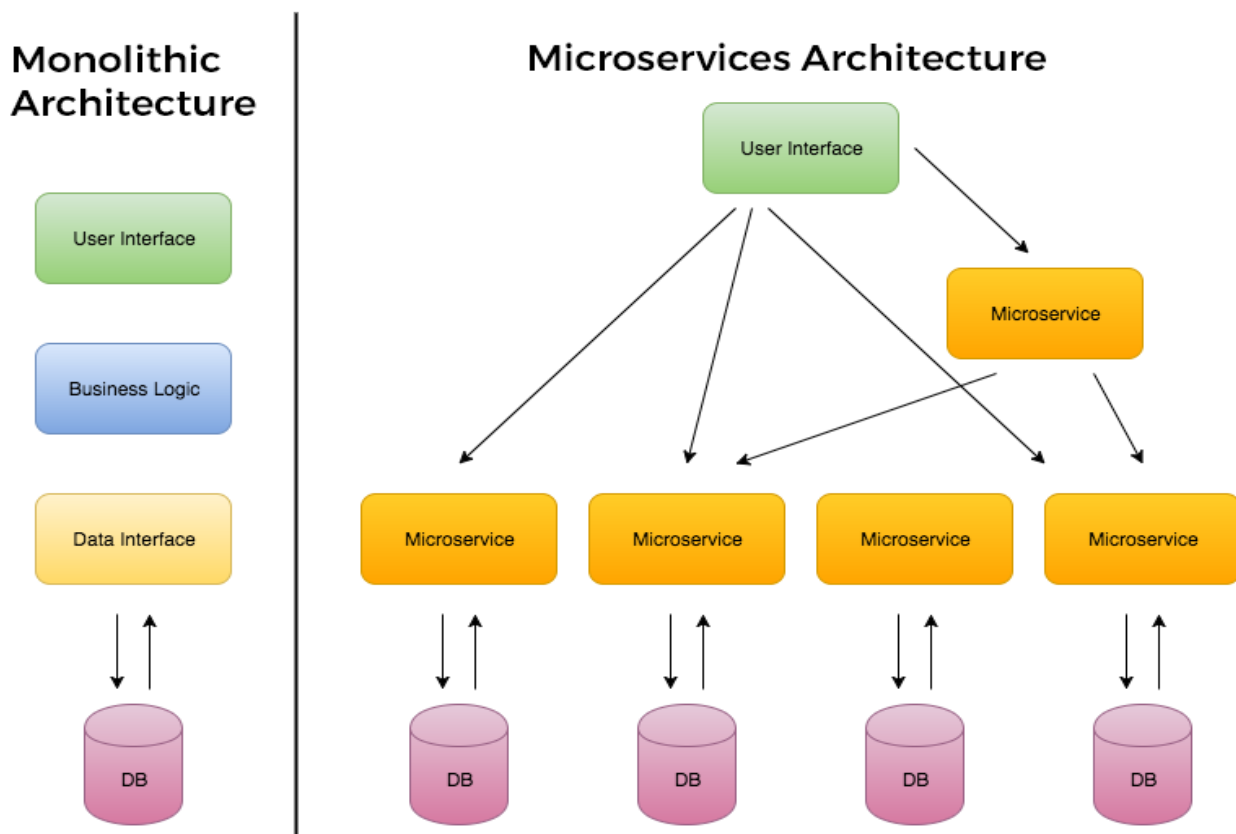 Monolithic
Architecture
User Interface
Business Logic
Data Interface
DB
Microservices Architecture
User Interface
Microservice
Microservice
Microservice
Microservice
Microservice
DB
DB
DB
DB